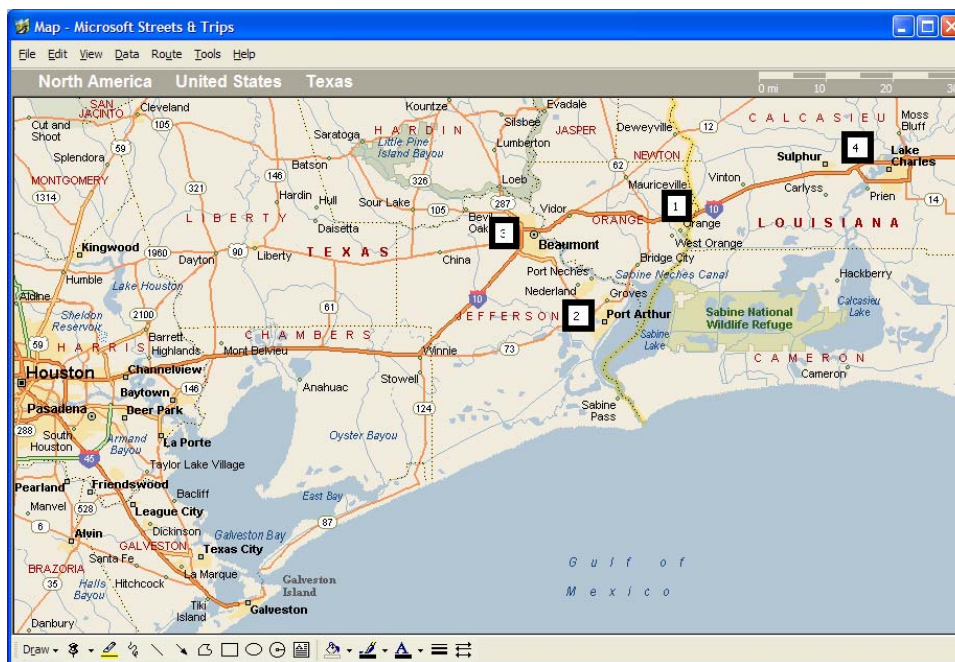 Map - Microsoft Streets & Trips
File Edit View Data Route Tools Help
North America United States Texas
0 mi 10 20 30
SAN JACINTO
Cleveland
105
Kountze
Evadale
Silsbee
Deweyville
12
CALCASIEU
Moss Bluff
Cut and Shoot
59
Saratoga
HARDIN
Little Pine Island Bayou
Lumberton
JASPER
NEWTON
4
Splendora
Batson
Sulphur
Lake Charles
MONTGOMERY
146
326
Loeb
62
Mauriceville
Vinton
Carlyss
Prien
1314
321
Hardin
Hull
Sour Lake
105
287
Bevil Oaks
Vidor
1
10
14
LIBERTY
Daisetta
ORANGE
Orange
LOUISIANA
Kingwood
1960
Dayton
90
Liberty
TEXAS
China
3
Beaumont
West Orange
Bridge City
Humble
Lake Houston
Port Neches
Sabine Neches Canal
Hackberry
Aldine
Nederland
Groves
Sheldon Reservoir
2100
61
10
JEFFERSON
2
Port Arthur
Sabine National Wildlife Refuge
Calcasieu Lake
59
Barrett
CHAMBERS
Sabine Lake
HARRIS
Highlands
Mont Belvieu
Winnie
73
CAMERON
Houston
Channelview
Stowell
Cameron
Baytown
146
Anahuac
Pasadena
Deer Park
124
Sabine Pass
288
South Houston
Armand Bayou
La Porte
Oyster Bayou
45
Taylor Lake Village
Pearland
Friendswood
Bacliff
East Bay
Manvel
528
League City
87
6
Alvin
Dickinson
Galveston Bay
GALVESTON
Texas City
Santa Fe
BRAZORIA
La Marque
Gulf of
35
Halls Bayou
Hitchcock
Galveston Island
Mexico
Tiki Island
Galveston
Danbury
Draw